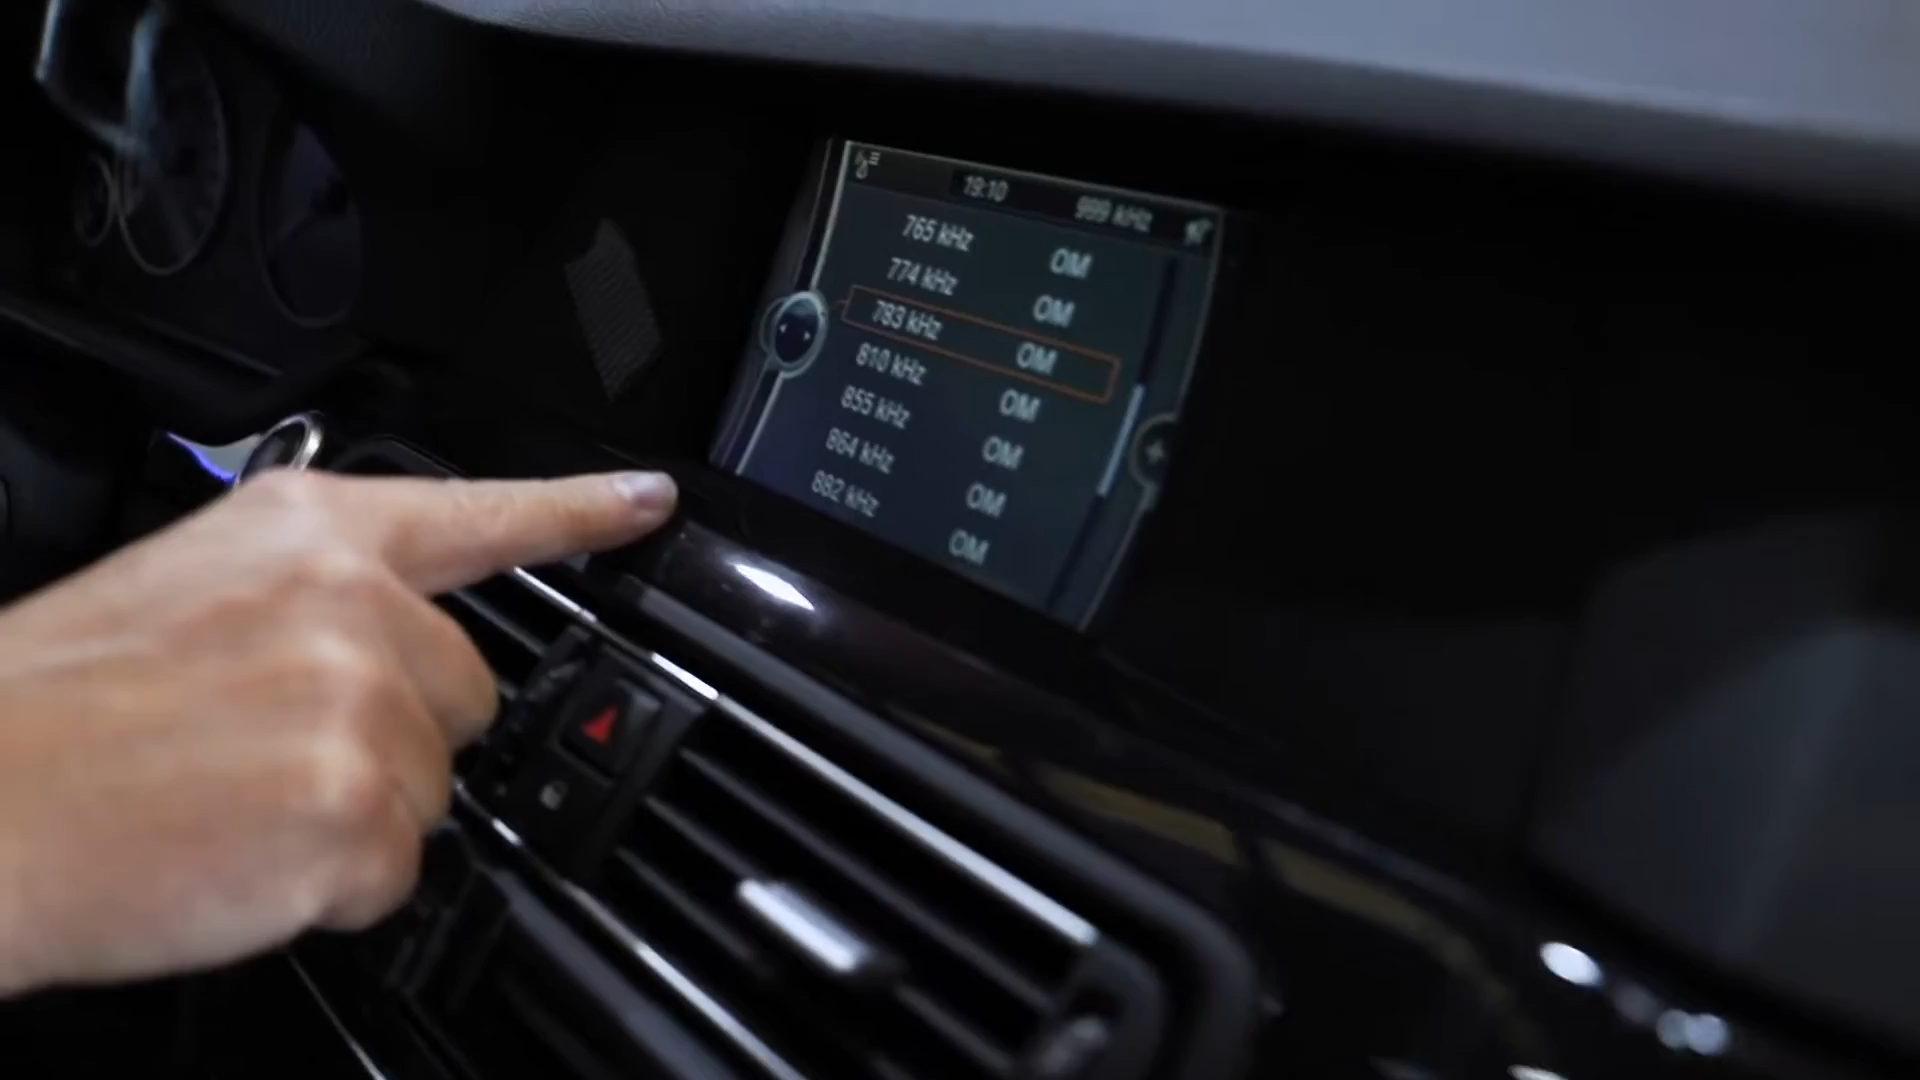 19:10 999 kHz
765 kHz OM
774 kHz OM
783 kHz OM
810 kHz OM
855 kHz OM
864 kHz OM
882 kHz OM